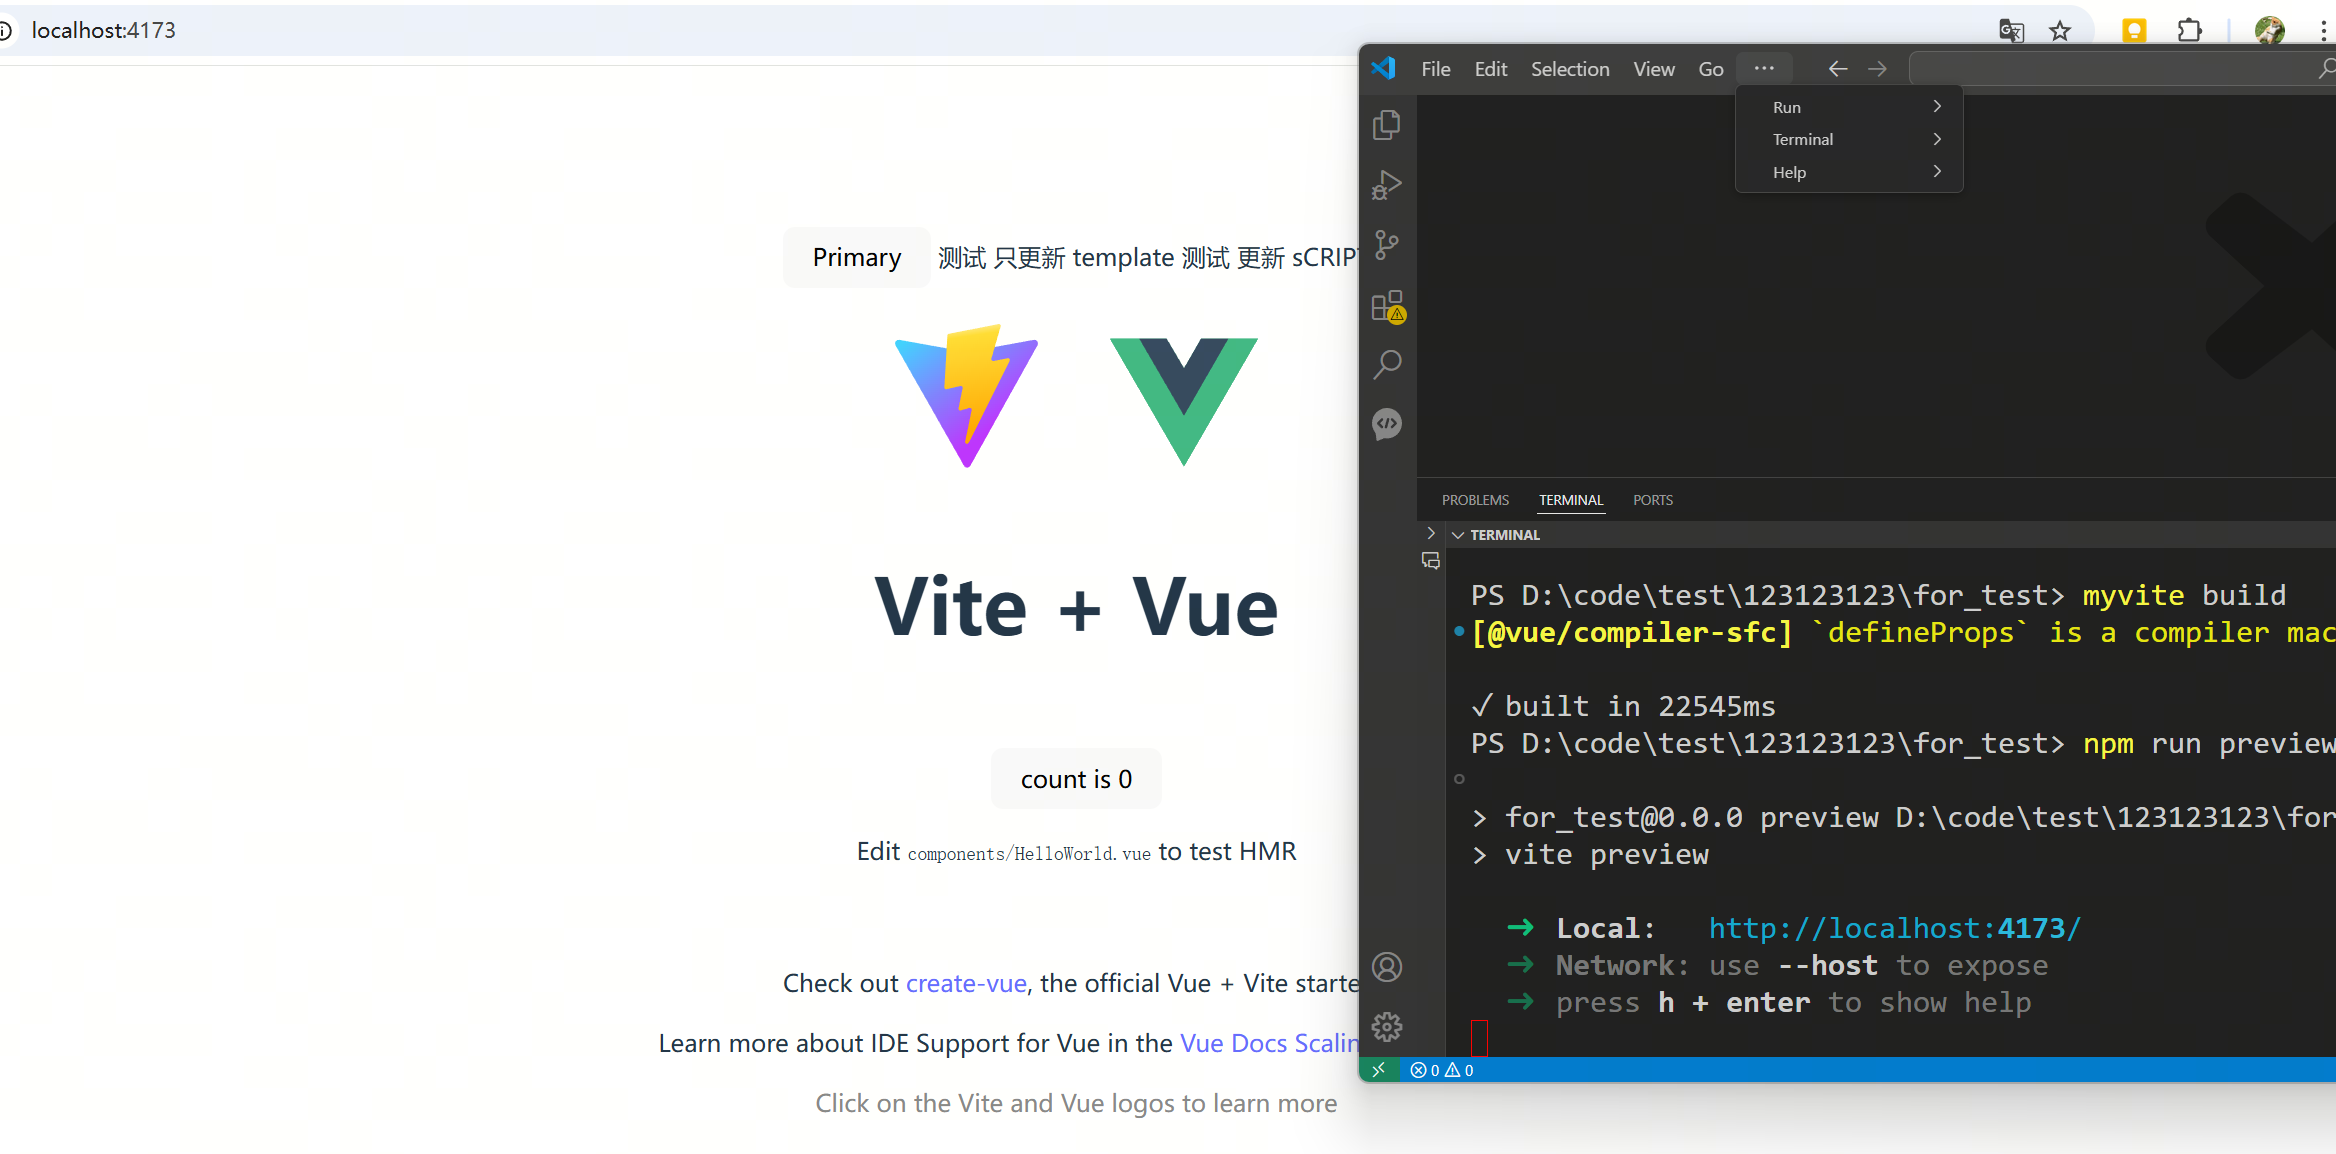 localhost:4173
Primary 测试 只更新 template 测试 更新 sCRIP
Vite + Vue
count is 0
Edit components/HelloWorld.vue to test HMR
Check out create-vue, the official Vue + Vite starte
Learn more about IDE Support for Vue in the Vue Docs Scalin
Click on the Vite and Vue logos to learn more
File Edit Selection View Go ···
Run
Terminal
Help
PROBLEMS TERMINAL PORTS
TERMINAL
PS D:\code\test\123123123\for_test> myvite build
[@vue/compiler-sfc] `defineProps` is a compiler mac
✓ built in 22545ms
PS D:\code\test\123123123\for_test> npm run preview
> for_test@0.0.0 preview D:\code\test\123123123\for
> vite preview
➜ Local: http://localhost:4173/
➜ Network: use --host to expose
➜ press h + enter to show help
0 0